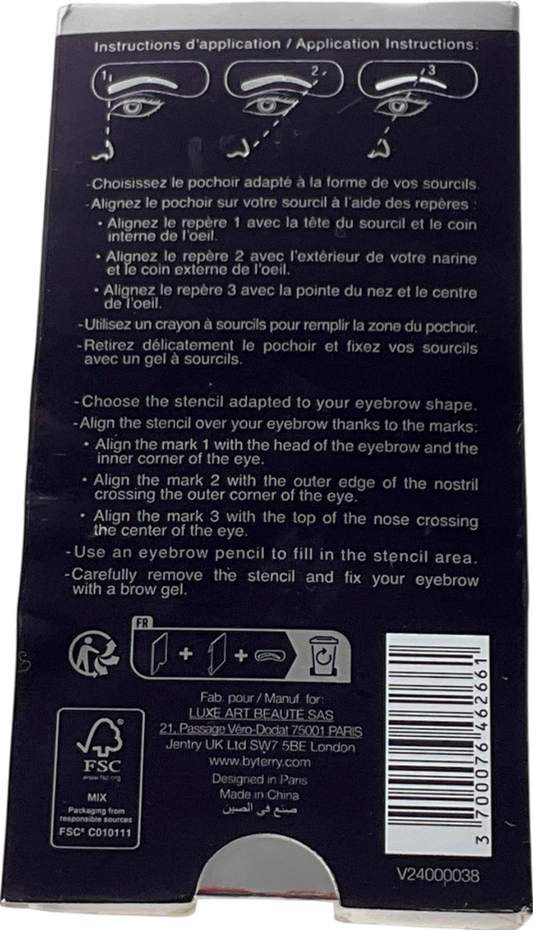 Instructions d'application / Application Instructions:
1 2 3
-Choisissez le pochoir adapté à la forme de vos sourcils.
-Alignez le pochoir sur votre sourcil à l'aide des repères :
• Alignez le repère 1 avec la tête du sourcil et le coin
interne de l'oeil.
• Alignez le repère 2 avec l'extérieur de votre narine
et le coin externe de l'oeil.
• Alignez le repère 3 avec la pointe du nez et le centre
de l'oeil.
-Utilisez un crayon à sourcils pour remplir la zone du pochoir.
-Retirez délicatement le pochoir et fixez vos sourcils
avec un gel à sourcils.
-Choose the stencil adapted to your eyebrow shape.
-Align the stencil over your eyebrow thanks to the marks:
• Align the mark 1 with the head of the eyebrow and the
inner corner of the eye.
• Align the mark 2 with the outer edge of the nostril
crossing the outer corner of the eye.
• Align the mark 3 with the top of the nose crossing
the center of the eye.
-Use an eyebrow pencil to fill in the stencil area.
-Carefully remove the stencil and fix your eyebrow
with a brow gel.
FR
+ +
Fab. pour / Manuf. for:
LUXE ART BEAUTÉ SAS
21, Passage Véro-Dodat 75001 PARIS
Jentry UK Ltd SW7 5BE London
www.byterry.com
Designed in Paris
Made in China
صنع في الصين
FSC
www.fsc.org
MIX
Packaging from
responsible sources
FSC® C010111
3 700076 462661
V24000038